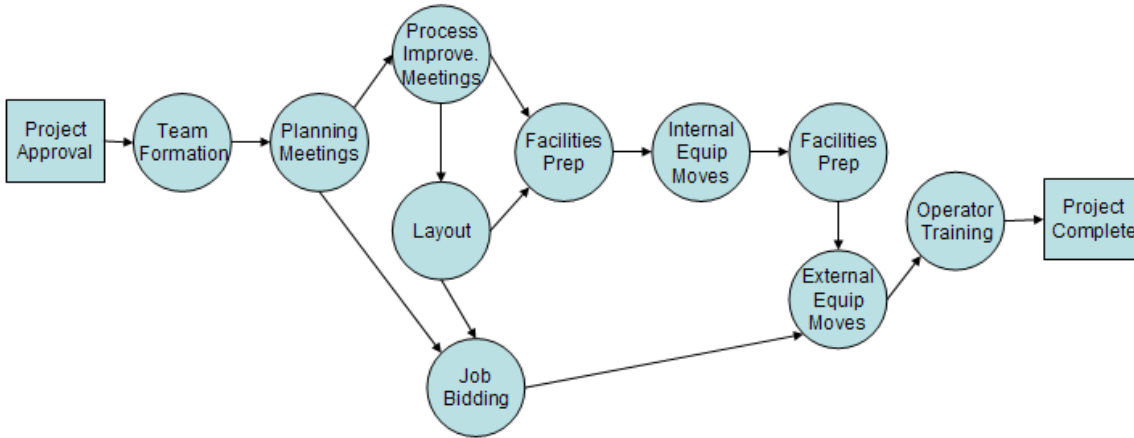 Project
Approval
Team
Formation
Planning
Meetings
Process
Improve.
Meetings
Layout
Job
Bidding
Facilities
Prep
Internal
Equip
Moves
Facilities
Prep
External
Equip
Moves
Operator
Training
Project
Complete